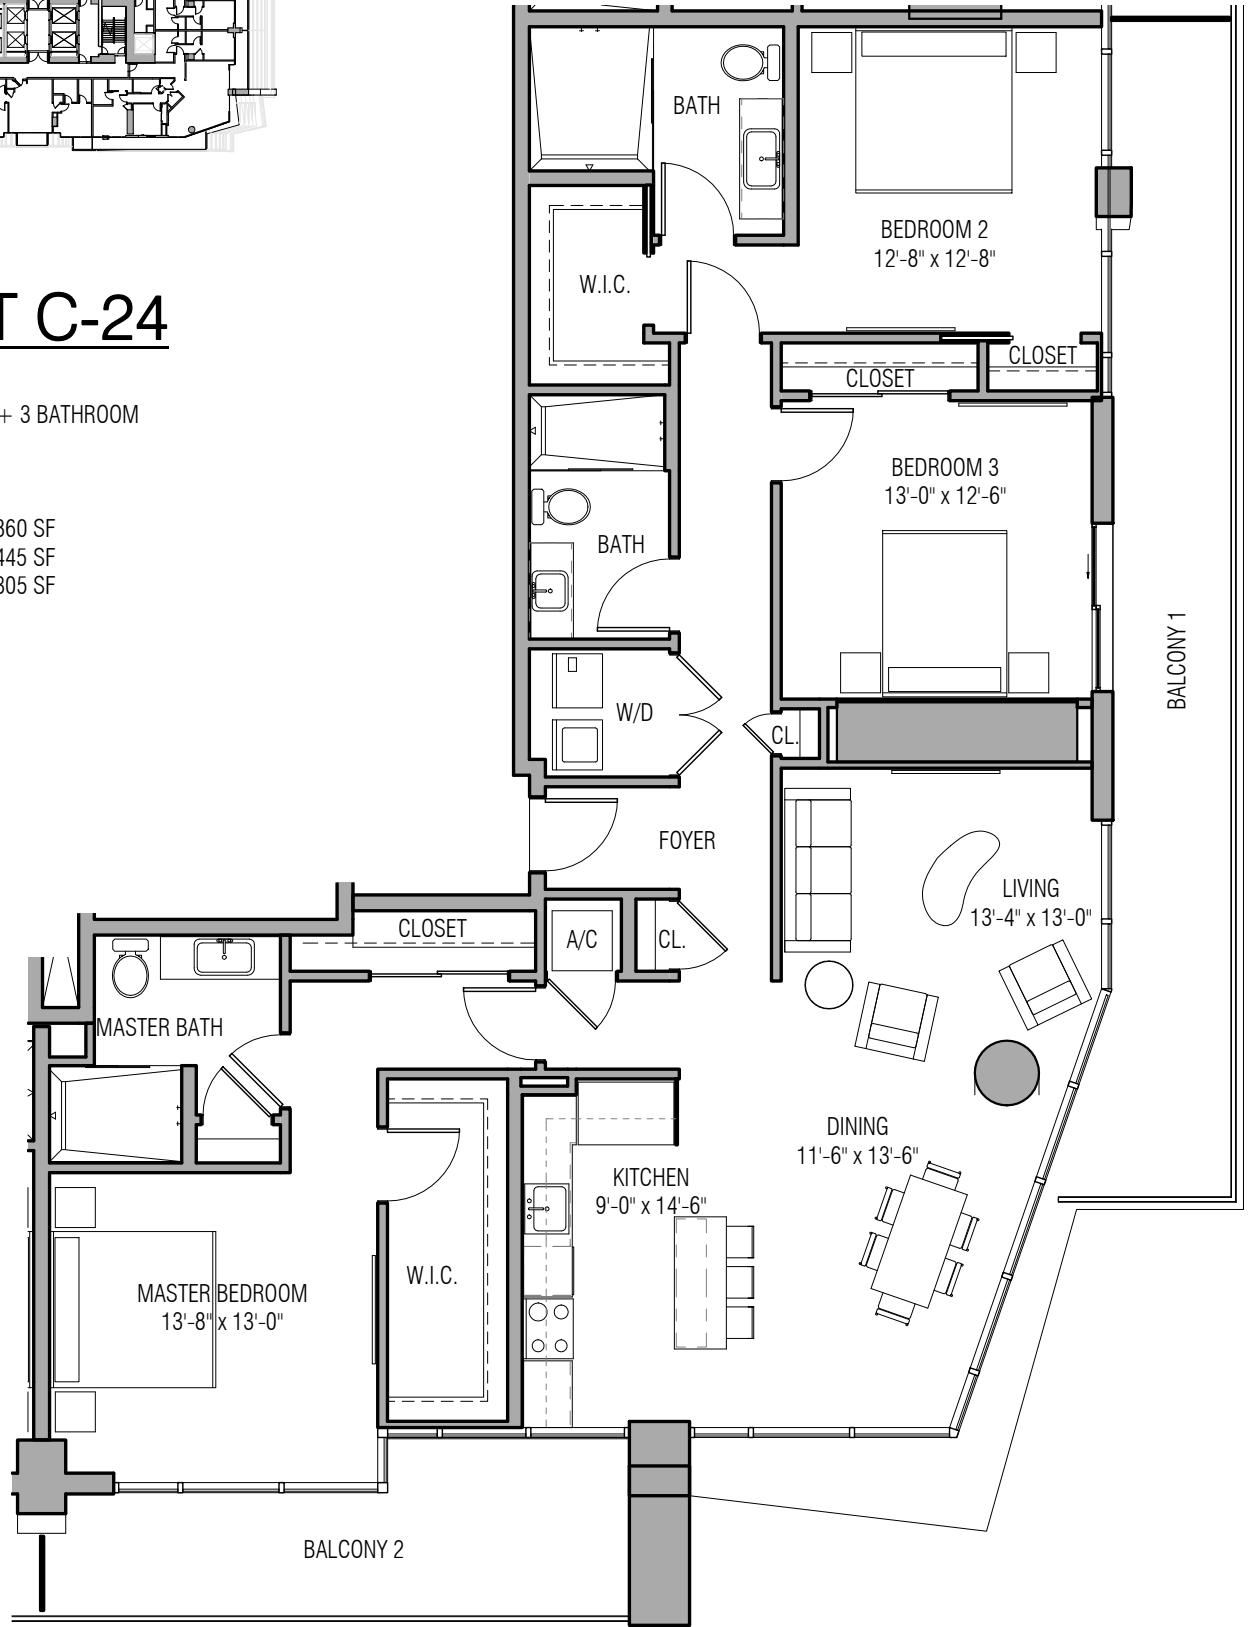 T C-24
+ 3 BATHROOM
360 SF
445 SF
305 SF
BATH
BEDROOM 2
12'-8" x 12'-8"
W.I.C.
CLOSET
CLOSET
BEDROOM 3
13'-0" x 12'-6"
BATH
BALCONY 1
W/D
CL.
FOYER
LIVING
13'-4" x 13'-0"
CLOSET
A/C
CL.
MASTER BATH
DINING
11'-6" x 13'-6"
KITCHEN
9'-0" x 14'-6"
W.I.C.
MASTER BEDROOM
13'-8" x 13'-0"
BALCONY 2